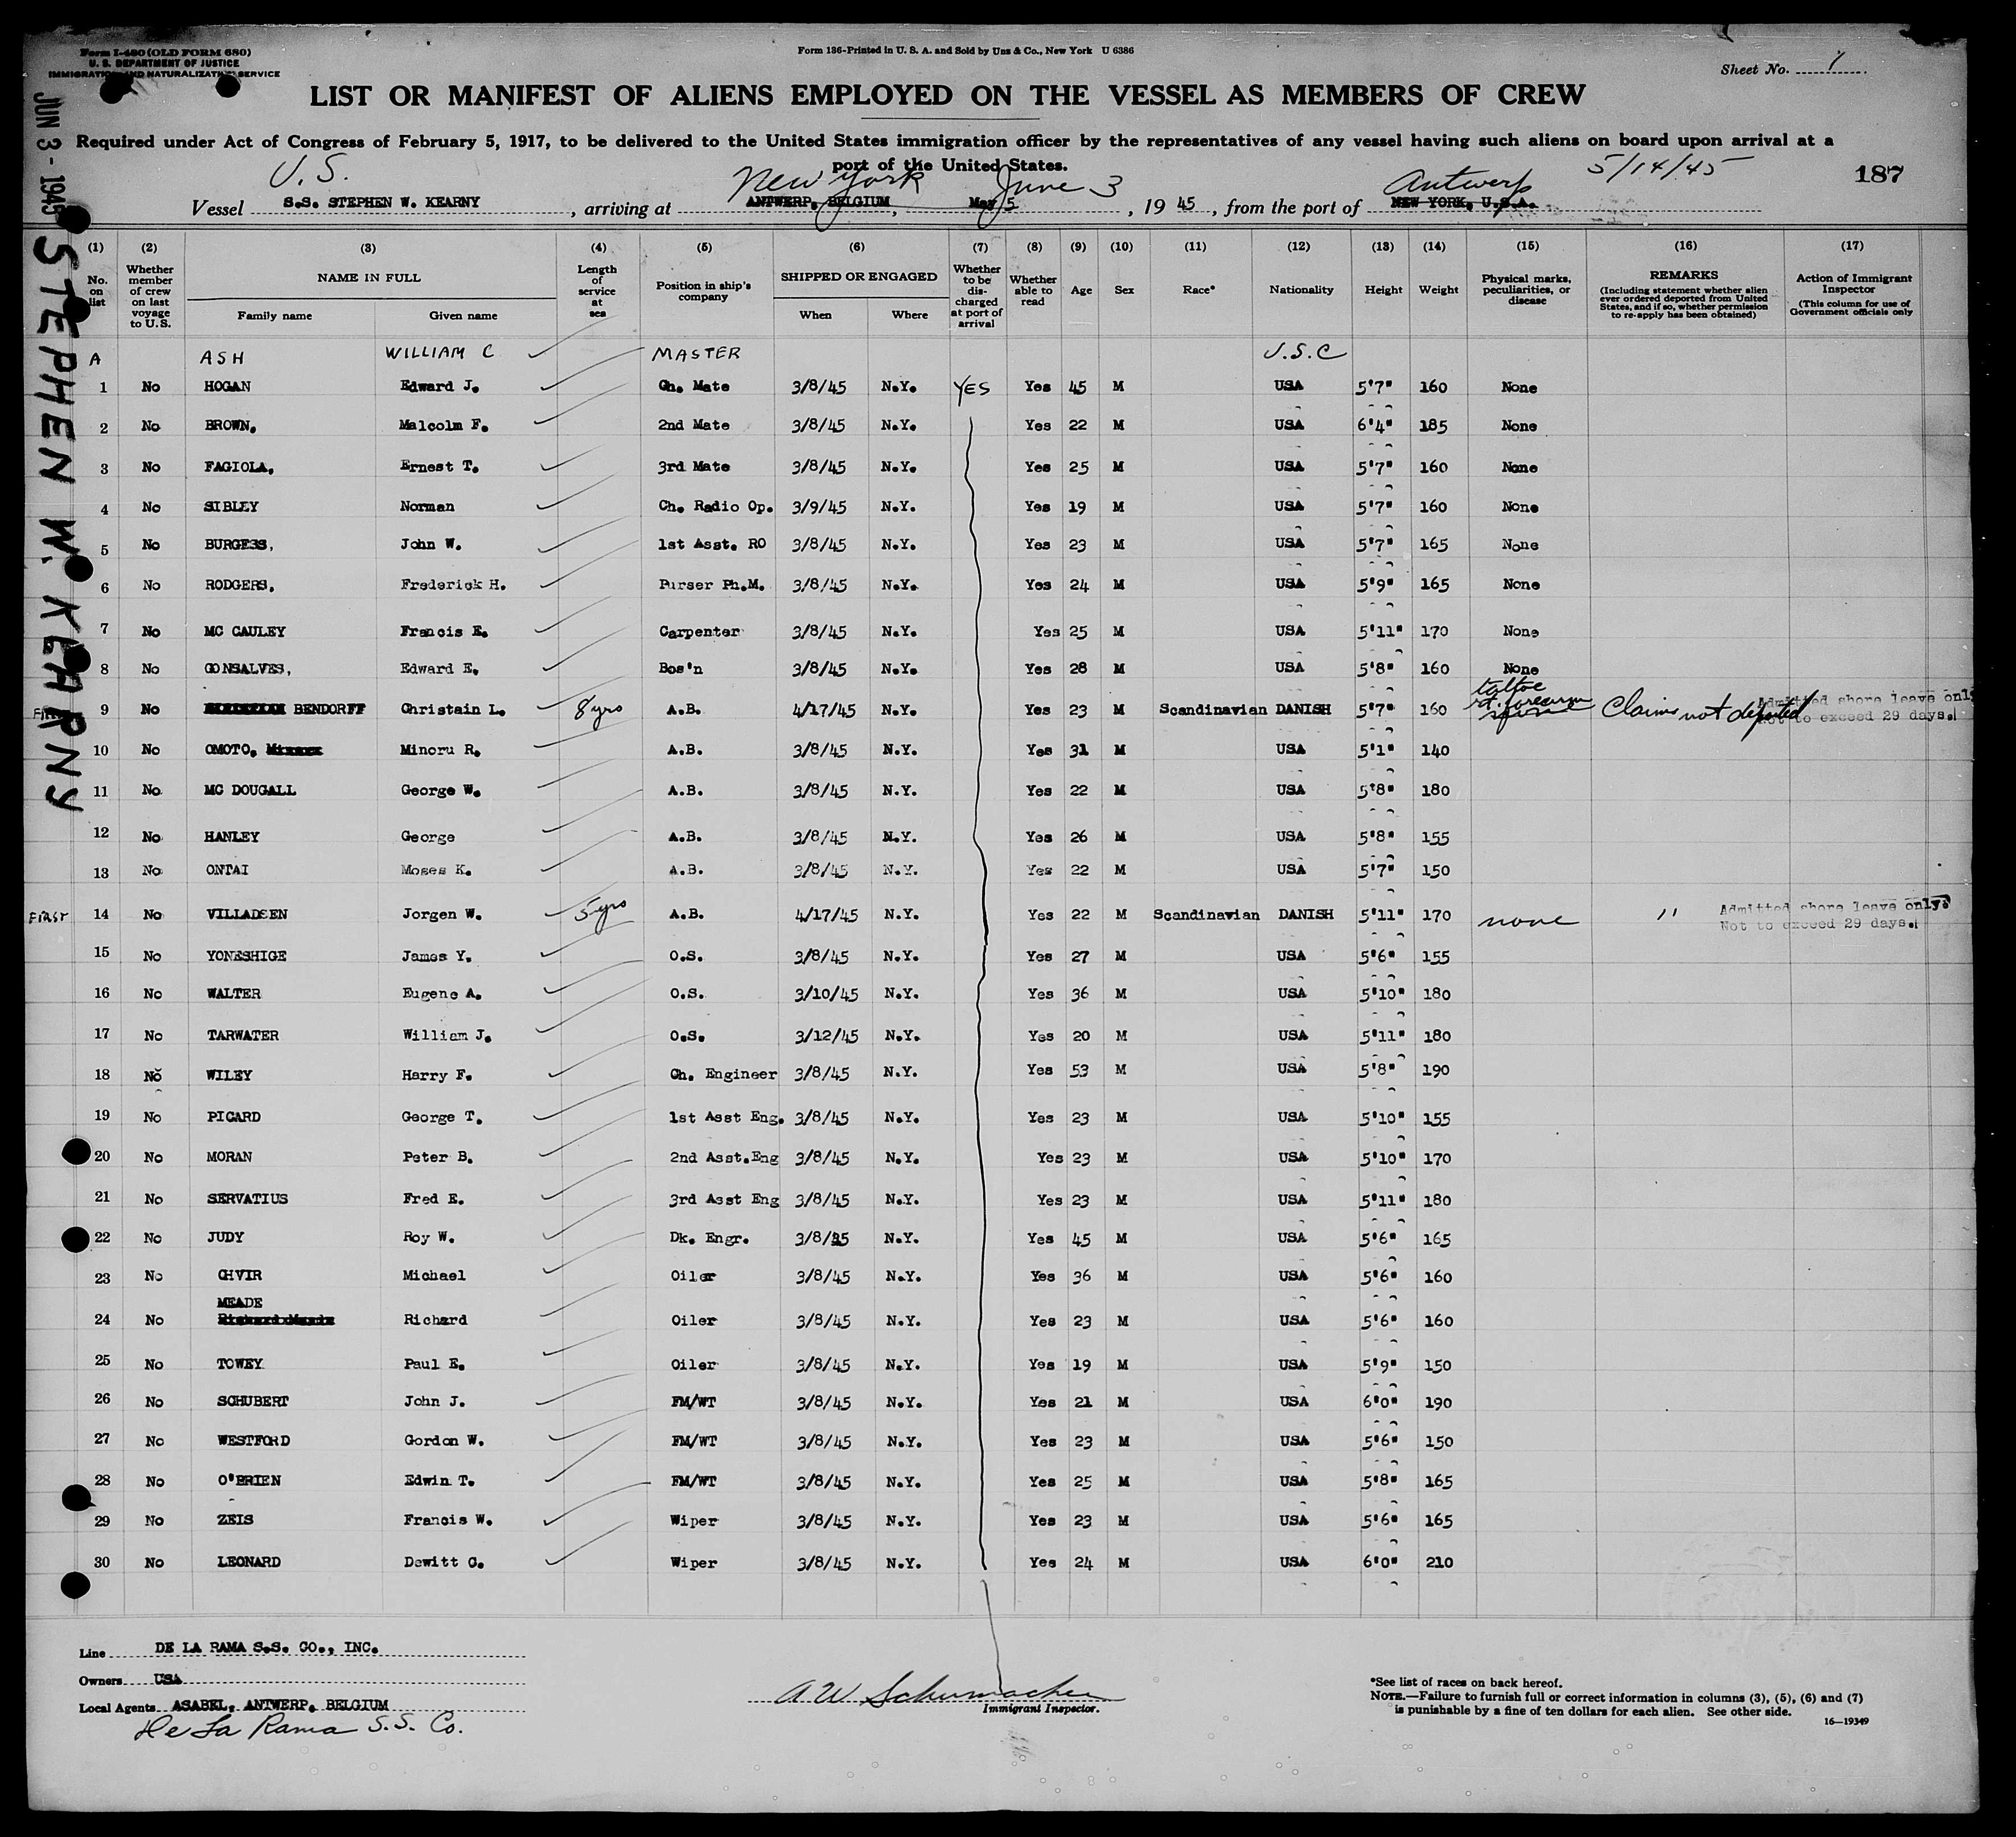 Form I-480 (OLD FORM 680)
U. S. DEPARTMENT OF JUSTICE
IMMIGRATION AND NATURALIZATION SERVICE
Form 136-Printed in U. S. A. and Sold by Unz & Co., New York U 6386
Sheet No. 1
LIST OR MANIFEST OF ALIENS EMPLOYED ON THE VESSEL AS MEMBERS OF CREW
Required under Act of Congress of February 5, 1917, to be delivered to the United States immigration officer by the representatives of any vessel having such aliens on board upon arrival at a
port of the United States.
JUN 3 - 1945
STEPHEN W. KEARNY
U.S. New York June 3 Antwerp 5/14/45 187
Vessel S.S. STEPHEN W. KEARNY, arriving at ANTWERP, BELGIUM, May 5, 19 45, from the port of NEW YORK, U.S.A.
(1) No. on list
(2) Whether member of crew on last voyage to U.S.
(3) NAME IN FULL Family name Given name
(4) Length of service at sea
(5) Position in ship's company
(6) SHIPPED OR ENGAGED When Where
(7) Whether to be discharged at port of arrival
(8) Whether able to read
(9) Age
(10) Sex
(11) Race*
(12) Nationality
(13) Height
(14) Weight
(15) Physical marks, peculiarities, or disease
(16) REMARKS (Including statement whether alien ever ordered deported from United States, and if so, whether permission to re-apply has been obtained)
(17) Action of Immigrant Inspector (This column for use of Government officials only)
A ASH WILLIAM C MASTER U.S.C
1 No HOGAN Edward J. Ch. Mate 3/8/45 N.Y. YES Yes 45 M USA 5'7" 160 None
2 No BROWN, Malcolm F. 2nd Mate 3/8/45 N.Y. Yes 22 M USA 6'4" 185 None
3 No FAGIOLA, Ernest T. 3rd Mate 3/8/45 N.Y. Yes 25 M USA 5'7" 160 None
4 No SIBLEY Norman Ch. Radio Op. 3/9/45 N.Y. Yes 19 M USA 5'7" 160 None
5 No BURGESS, John W. 1st Asst. RO 3/8/45 N.Y. Yes 23 M USA 5'7" 165 None
6 No RODGERS, Frederick H. Purser Ph.M. 3/8/45 N.Y. Yes 24 M USA 5'9" 165 None
7 No MC CAULEY Francis E. Carpenter 3/8/45 N.Y. Yes 25 M USA 5'11" 170 None
8 No GONSALVES, Edward E. Bos'n 3/8/45 N.Y. Yes 28 M USA 5'8" 160 None
First 9 No BENDORFF Christain L. 8 yrs A.B. 4/17/45 N.Y. Yes 23 M Scandinavian DANISH 5'7" 160 tattoe rt. forearm Claims not deported Admitted shore leave only Not to exceed 29 days.
10 No OMOTO, Minoru R. A.B. 3/8/45 N.Y. Yes 31 M USA 5'1" 140
11 No MC DOUGALL George W. A.B. 3/8/45 N.Y. Yes 22 M USA 5'8" 180
12 No HANLEY George A.B. 3/8/45 N.Y. Yes 26 M USA 5'8" 155
13 No ONTAI Moses K. A.B. 3/8/45 N.Y. Yes 22 M USA 5'7" 150
First 14 No VILLADSEN Jorgen W. 5 yrs A.B. 4/17/45 N.Y. Yes 22 M Scandinavian DANISH 5'11" 170 none " Admitted shore leave only. Not to exceed 29 days.
15 No YONESHIGE James Y. O.S. 3/8/45 N.Y. Yes 27 M USA 5'6" 155
16 No WALTER Eugene A. O.S. 3/10/45 N.Y. Yes 36 M USA 5'10" 180
17 No TARWATER William J. O.S. 3/12/45 N.Y. Yes 20 M USA 5'11" 180
18 No WILEY Harry F. Ch. Engineer 3/8/45 N.Y. Yes 53 M USA 5'8" 190
19 No PICARD George T. 1st Asst Eng. 3/8/45 N.Y. Yes 23 M USA 5'10" 155
20 No MORAN Peter B. 2nd Asst.Eng 3/8/45 N.Y. Yes 23 M USA 5'10" 170
21 No SERVATIUS Fred E. 3rd Asst Eng 3/8/45 N.Y. Yes 23 M USA 5'11" 180
22 No JUDY Roy W. Dk. Engr. 3/8/45 N.Y. Yes 45 M USA 5'6" 165
23 No CHVIR Michael Oiler 3/8/45 N.Y. Yes 36 M USA 5'6" 160
24 No MEADE Richard Oiler 3/8/45 N.Y. Yes 23 M USA 5'6" 160
25 No TOWEY Paul E. Oiler 3/8/45 N.Y. Yes 19 M USA 5'9" 150
26 No SCHUBERT John J. FM/WT 3/8/45 N.Y. Yes 21 M USA 6'0" 190
27 No WESTFORD Gordon W. FM/WT 3/8/45 N.Y. Yes 23 M USA 5'6" 150
28 No O'BRIEN Edwin T. FM/WT 3/8/45 N.Y. Yes 25 M USA 5'8" 165
29 No ZEIS Francis W. Wiper 3/8/45 N.Y. Yes 23 M USA 5'6" 165
30 No LEONARD Dewitt C. Wiper 3/8/45 N.Y. Yes 24 M USA 6'0" 210
Line DE LA RAMA S.S. CO., INC.
Owners USA
Local Agents ASABEL, ANTWERP, BELGIUM
De La Rama S.S. Co.
A W Schumacher
Immigrant Inspector.
*See list of races on back hereof.
NOTE.—Failure to furnish full or correct information in columns (3), (5), (6) and (7)
is punishable by a fine of ten dollars for each alien. See other side.
16—19349